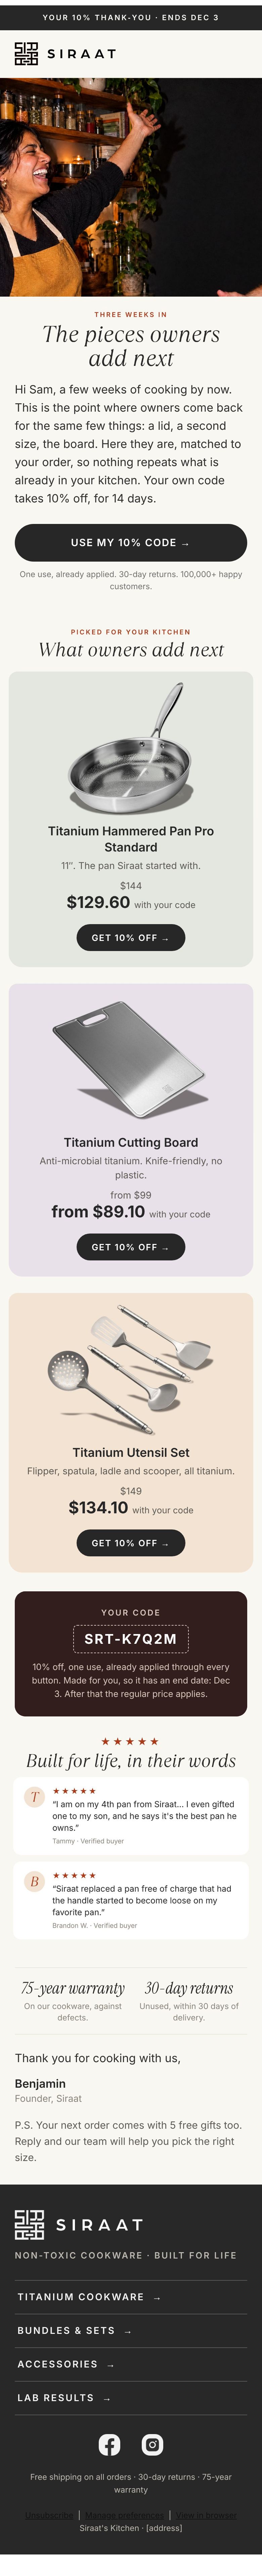 YOUR 10% THANK-YOU · ENDS DEC 3
SIRAAT
THREE WEEKS IN
The pieces owners
add next
Hi Sam, a few weeks of cooking by now.
This is the point where owners come back
for the same few things: a lid, a second
size, the board. Here they are, matched to
your order, so nothing repeats what is
already in your kitchen. Your own code
takes 10% off, for 14 days.
USE MY 10% CODE →
One use, already applied. 30-day returns. 100,000+ happy
customers.
PICKED FOR YOUR KITCHEN
What owners add next
Titanium Hammered Pan Pro
Standard
11″. The pan Siraat started with.
$144
$129.60 with your code
GET 10% OFF →
Titanium Cutting Board
Anti-microbial titanium. Knife-friendly, no
plastic.
from $99
from $89.10 with your code
GET 10% OFF →
Titanium Utensil Set
Flipper, spatula, ladle and scooper, all titanium.
$149
$134.10 with your code
GET 10% OFF →
YOUR CODE
SRT-K7Q2M
10% off, one use, already applied through every
button. Made for you, so it has an end date: Dec
3. After that the regular price applies.
★★★★★
Built for life, in their words
T
★★★★★
“I am on my 4th pan from Siraat... I even gifted
one to my son, and he says it's the best pan he
owns.”
Tammy · Verified buyer
B
★★★★★
“Siraat replaced a pan free of charge that had
the handle started to become loose on my
favorite pan.”
Brandon W. · Verified buyer
75-year warranty
On our cookware, against
defects.
30-day returns
Unused, within 30 days of
delivery.
Thank you for cooking with us,
Benjamin
Founder, Siraat
P.S. Your next order comes with 5 free gifts too.
Reply and our team will help you pick the right
size.
SIRAAT
NON-TOXIC COOKWARE · BUILT FOR LIFE
TITANIUM COOKWARE →
BUNDLES & SETS →
ACCESSORIES →
LAB RESULTS →
Free shipping on all orders · 30-day returns · 75-year
warranty
Unsubscribe | Manage preferences | View in browser
Siraat's Kitchen · [address]